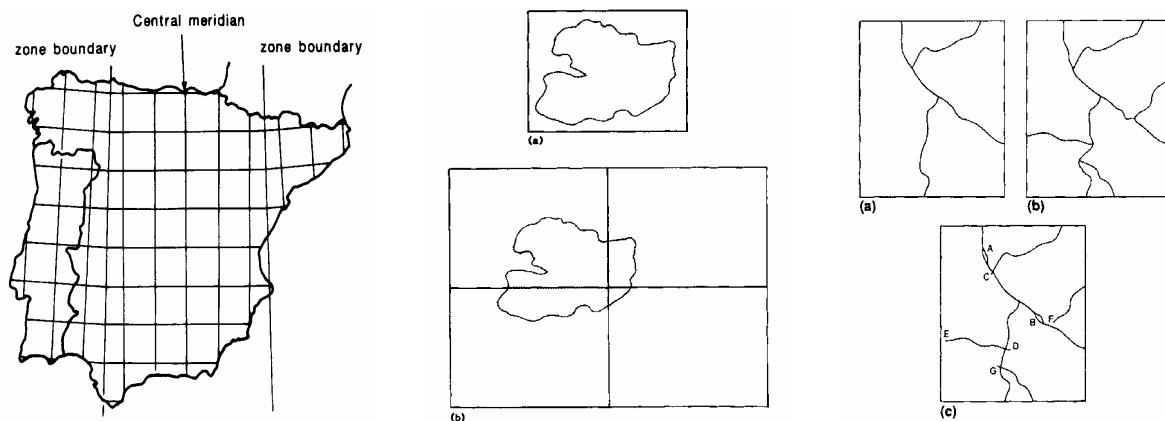 Central meridian
zone boundary
zone boundary
(a)
(b)
(a)
(b)
A
C
B
F
E
D
G
(c)